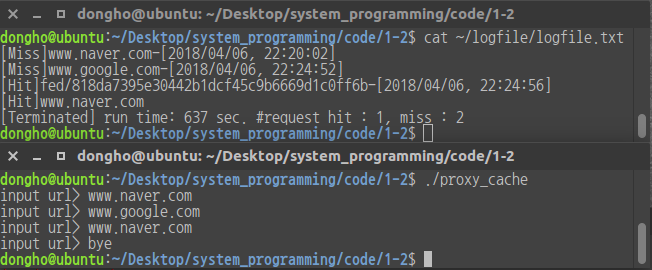 dongho@ubuntu: ~/Desktop/system_programming/code/1-2
dongho@ubuntu:~/Desktop/system_programming/code/1-2$ cat ~/logfile/logfile.txt
[Miss]www.naver.com-[2018/04/06, 22:20:02]
[Miss]www.google.com-[2018/04/06, 22:24:52]
[Hit]fed/818da7395e30442b1dcf45c9b6669d1c0ff6b-[2018/04/06, 22:24:56]
[Hit]www.naver.com
[Terminated] run time: 637 sec. #request hit : 1, miss : 2
dongho@ubuntu:~/Desktop/system_programming/code/1-2$
dongho@ubuntu: ~/Desktop/system_programming/code/1-2
dongho@ubuntu:~/Desktop/system_programming/code/1-2$ ./proxy_cache
input url> www.naver.com
input url> www.google.com
input url> www.naver.com
input url> bye
dongho@ubuntu:~/Desktop/system_programming/code/1-2$